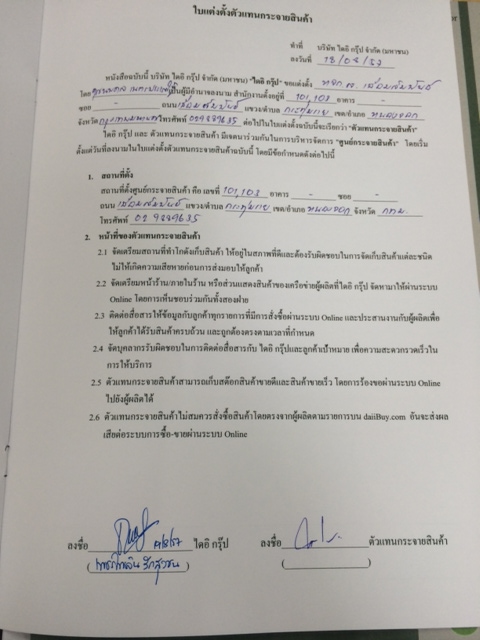 ใบแต่งตั้งตัวแทนกระจายสินค้า
ทำที่ บริษัท ไดอิ กรุ๊ป จำกัด (มหาชน)
ลงวันที่
หนังสือฉบับนี้ บริษัท ไดอิ กรุ๊ป จำกัด (มหาชน) "ไดอิ กรุ๊ป" ขอแต่งตั้ง
โดย เป็นผู้มีอำนาจลงนาม สำนักงานตั้งอยู่ที่ 101,103 อาคาร -
ซอย - ถนน เชื่อมสัมพันธ์ แขวง/ตำบล กระทุ่มราย เขต/อำเภอ หนองจอก
จังหวัด กรุงเทพมหานคร โทรศัพท์ 029889635 ต่อไปในใบแต่งตั้งฉบับนี้จะเรียกว่า "ตัวแทนกระจายสินค้า"
ไดอิ กรุ๊ป และ ตัวแทนกระจายสินค้า มีเจตนาร่วมกันในการบริหารจัดการ "ศูนย์กระจายสินค้า" โดยเริ่ม
ตั้งแต่วันที่ลงนามในใบแต่งตั้งตัวแทนกระจายสินค้าฉบับนี้ โดยมีข้อกำหนดดังต่อไปนี้
1. สถานที่ตั้ง
สถานที่ตั้งศูนย์กระจายสินค้า คือ เลขที่ 101,103 อาคาร - ซอย -
ถนน เชื่อมสัมพันธ์ แขวง/ตำบล กระทุ่มราย เขต/อำเภอ หนองจอก จังหวัด กทม.
โทรศัพท์ 02 9889635
2. หน้าที่ของตัวแทนกระจายสินค้า
2.1 จัดเตรียมสถานที่ทำโกดังเก็บสินค้า ให้อยู่ในสภาพที่ดีและต้องรับผิดชอบในการจัดเก็บสินค้าแต่ละชนิด
ไม่ให้เกิดความเสียหายก่อนการส่งมอบให้ลูกค้า
2.2 จัดเตรียมหน้าร้าน/ภายในร้าน หรือส่วนแสดงสินค้าของเครือข่ายผู้ผลิตที่ไดอิ กรุ๊ป จัดหามาให้ผ่านระบบ
Online โดยการเห็นชอบร่วมกันทั้งสองฝ่าย
2.3 ติดต่อสื่อสารให้ข้อมูลกับลูกค้าทุกรายการที่มีการสั่งซื้อผ่านระบบ Online และประสานงานกับผู้ผลิตเพื่อ
ให้ลูกค้าได้รับสินค้าครบถ้วน และถูกต้องตรงตามเวลาที่กำหนด
2.4 จัดบุคลากรรับผิดชอบในการติดต่อสื่อสารกับ ไดอิ กรุ๊ปและลูกค้าเป้าหมาย เพื่อความสะดวกรวดเร็วใน
การให้บริการ
2.5 ตัวแทนกระจายสินค้าสามารถเก็บสต๊อกสินค้าขายดีและสินค้าขายเร็ว โดยการร้องขอผ่านระบบ Online
ไปยังผู้ผลิตได้
2.6 ตัวแทนกระจายสินค้าไม่สมควรสั่งซื้อสินค้าโดยตรงจากผู้ผลิตตามรายการบน daiiBuy.com อันจะส่งผล
เสียต่อระบบการซื้อ-ขายผ่านระบบ Online
ลงชื่อ ไดอิ กรุ๊ป ลงชื่อ ตัวแทนกระจายสินค้า